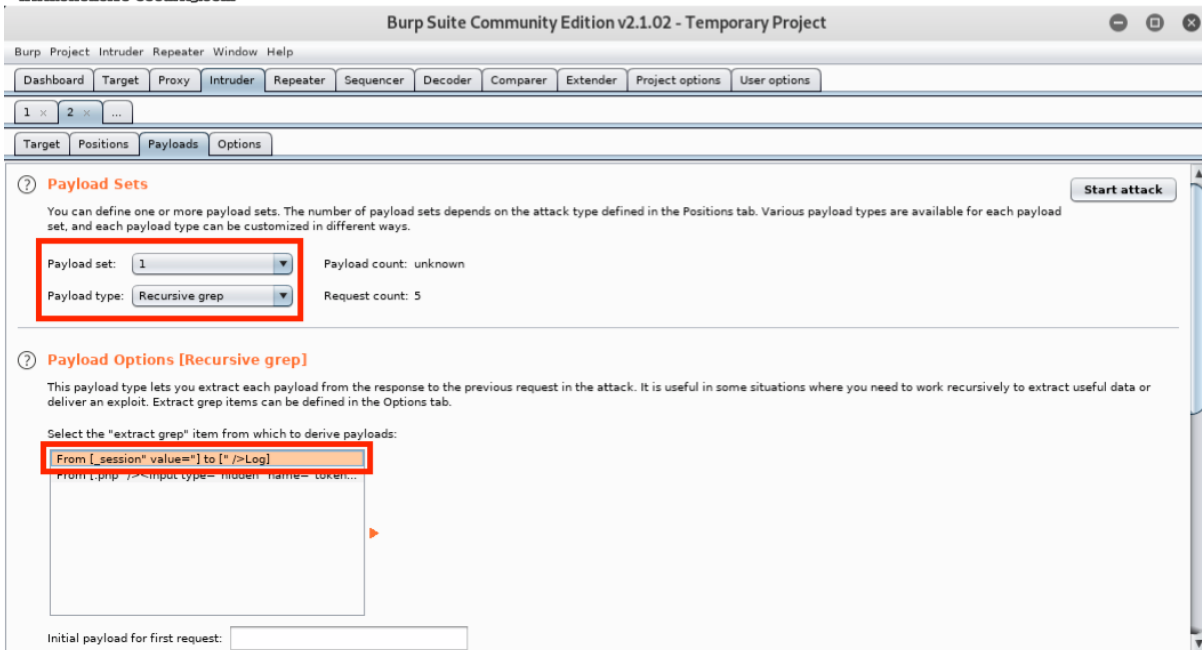 Burp Suite Community Edition v2.1.02 - Temporary Project
Burp Project Intruder Repeater Window Help
Dashboard Target Proxy Intruder Repeater Sequencer Decoder Comparer Extender Project options User options
1 × 2 × ...
Target Positions Payloads Options
? Payload Sets
Start attack
You can define one or more payload sets. The number of payload sets depends on the attack type defined in the Positions tab. Various payload types are available for each payload
set, and each payload type can be customized in different ways.
Payload set: 1 Payload count: unknown
Payload type: Recursive grep Request count: 5
? Payload Options [Recursive grep]
This payload type lets you extract each payload from the response to the previous request in the attack. It is useful in some situations where you need to work recursively to extract useful data or
deliver an exploit. Extract grep items can be defined in the Options tab.
Select the "extract grep" item from which to derive payloads:
From [_session" value="] to [" />Log]
From [.php" /><input type="hidden" name="token...
Initial payload for first request: